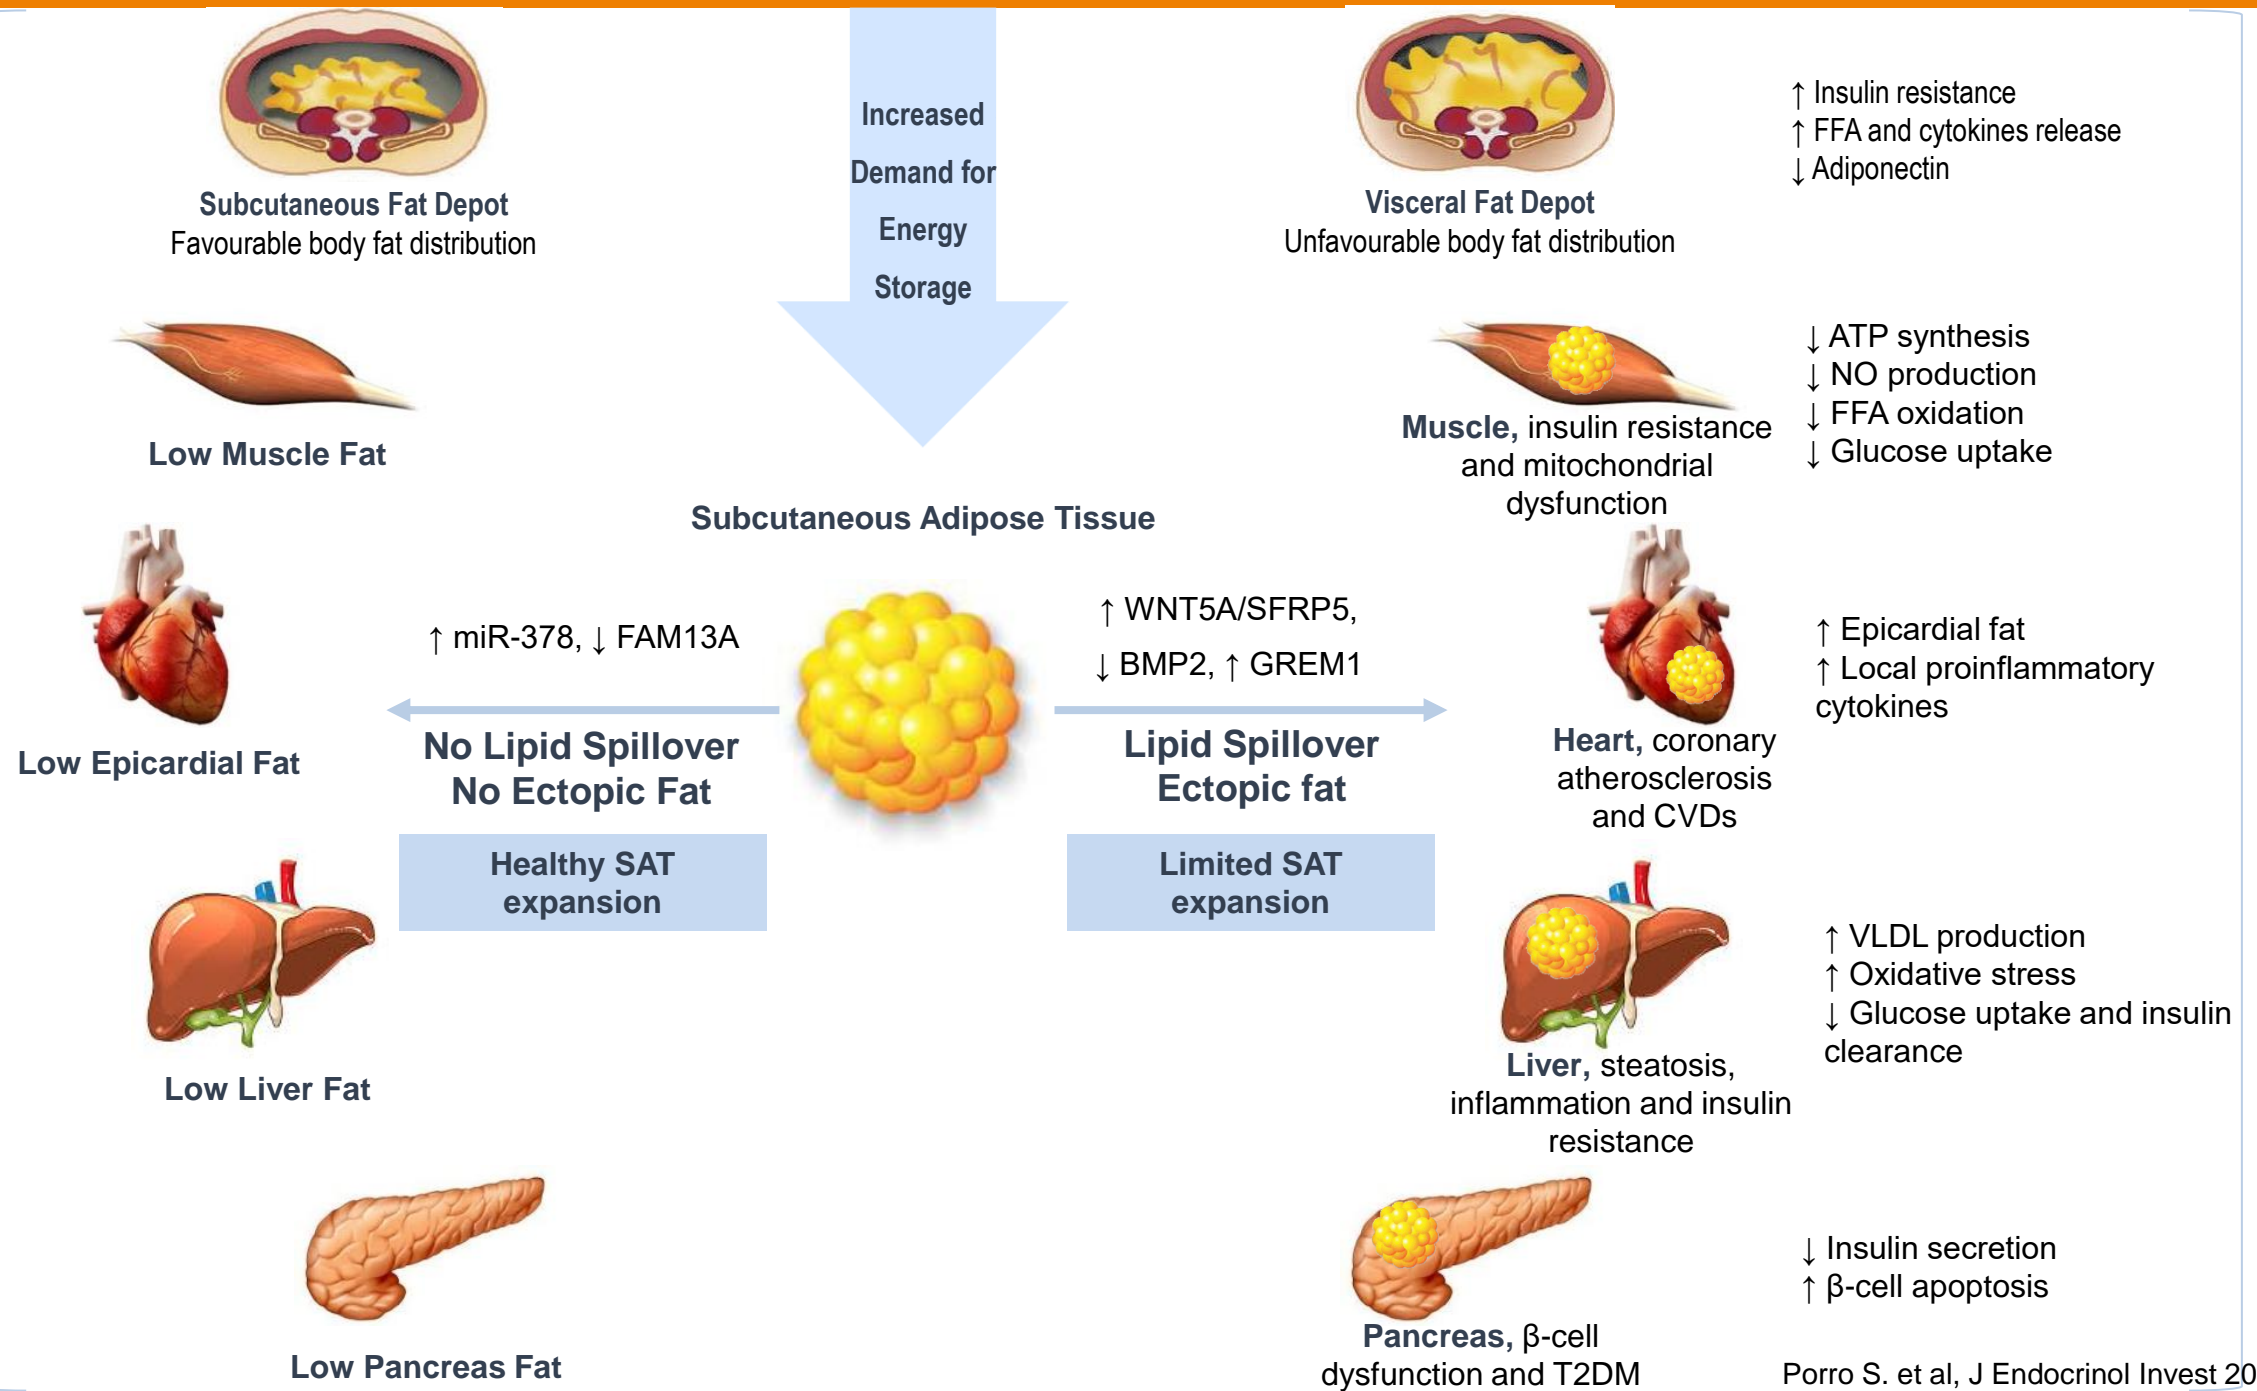 Increased
Demand for
Energy
Storage
Subcutaneous Fat Depot
Favourable body fat distribution
Low Muscle Fat
Low Epicardial Fat
Low Liver Fat
Low Pancreas Fat
Subcutaneous Adipose Tissue
↑ miR-378, ↓ FAM13A
No Lipid Spillover
No Ectopic Fat
Healthy SAT
expansion
↑ WNT5A/SFRP5,
↓ BMP2, ↑ GREM1
Lipid Spillover
Ectopic fat
Limited SAT
expansion
Visceral Fat Depot
Unfavourable body fat distribution
↑ Insulin resistance
↑ FFA and cytokines release
↓ Adiponectin
Muscle, insulin resistance
and mitochondrial
dysfunction
↓ ATP synthesis
↓ NO production
↓ FFA oxidation
↓ Glucose uptake
Heart, coronary
atherosclerosis
and CVDs
↑ Epicardial fat
↑ Local proinflammatory
cytokines
Liver, steatosis,
inflammation and insulin
resistance
↑ VLDL production
↑ Oxidative stress
↓ Glucose uptake and insulin
clearance
Pancreas, β-cell
dysfunction and T2DM
↓ Insulin secretion
↑ β-cell apoptosis
Porro S. et al, J Endocrinol Invest 20